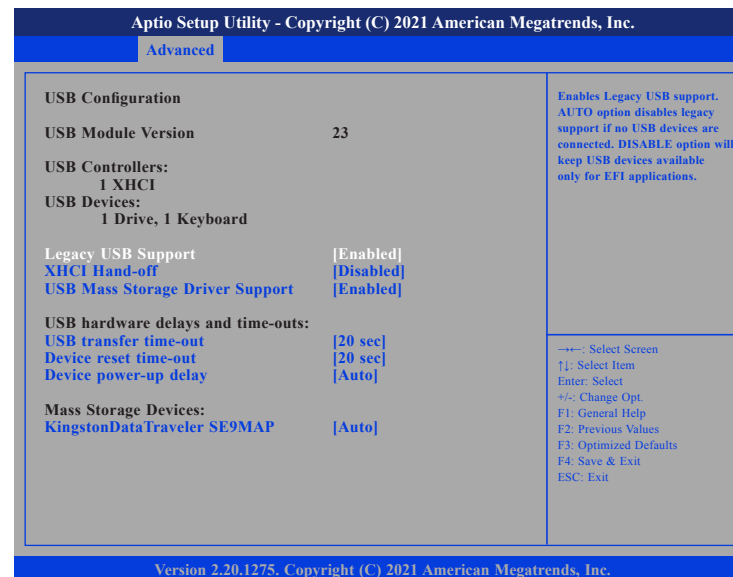 Aptio Setup Utility - Copyright (C) 2021 American Megatrends, Inc.
Advanced
USB Configuration
USB Module Version 23
USB Controllers:
1 XHCI
USB Devices:
1 Drive, 1 Keyboard
Legacy USB Support [Enabled]
XHCI Hand-off [Disabled]
USB Mass Storage Driver Support [Enabled]
USB hardware delays and time-outs:
USB transfer time-out [20 sec]
Device reset time-out [20 sec]
Device power-up delay [Auto]
Mass Storage Devices:
KingstonDataTraveler SE9MAP [Auto]
Enables Legacy USB support.
AUTO option disables legacy
support if no USB devices are
connected. DISABLE option will
keep USB devices available
only for EFI applications.
→←: Select Screen
↑↓: Select Item
Enter: Select
+/-: Change Opt.
F1: General Help
F2: Previous Values
F3: Optimized Defaults
F4: Save & Exit
ESC: Exit
Version 2.20.1275. Copyright (C) 2021 American Megatrends, Inc.